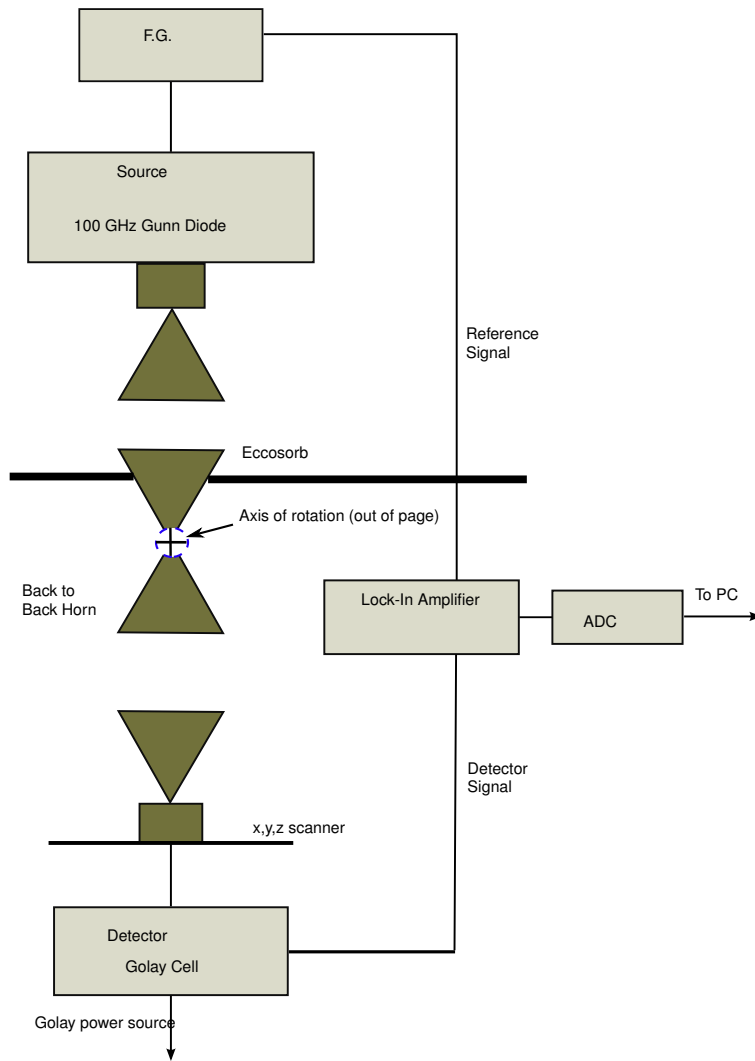 F.G.
Source
100 GHz Gunn Diode
Reference
Signal
Eccosorb
Axis of rotation (out of page)
Back to
Back Horn
Lock-In Amplifier
ADC
To PC
Detector
Signal
x,y,z scanner
Detector
Golay Cell
Golay power source